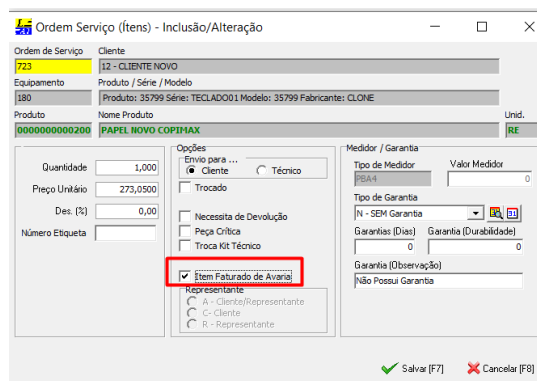 Ordem Serviço (Ítens) - Inclusão/Alteração
Ordem de Serviço Cliente
723 12 - CLIENTE NOVO
Equipamento Produto / Série / Modelo
180 Produto: 35799 Série: TECLADO01 Modelo: 35799 Fabricante: CLONE
Produto Nome Produto Unid.
0000000000200 PAPEL NOVO COPIMAX RE
Quantidade 1,000
Preço Unitário 273,0500
Des. (%) 0,00
Número Etiqueta
Opções
Envio para ...
Cliente Técnico
Trocado
Necessita de Devolução
Peça Crítica
Troca Kit Técnico
Item Faturado de Avaria
Representante
A - Cliente/Representante
C- Cliente
R - Representante
Medidor / Garantia
Tipo de Medidor Valor Medidor
PBA4 0
Tipo de Garantia
N - SEM Garantia
Garantias (Dias) Garantia (Durabilidade)
0 0
Garantia (Observação)
Não Possui Garantia
Salvar [F7] Cancelar [F8]